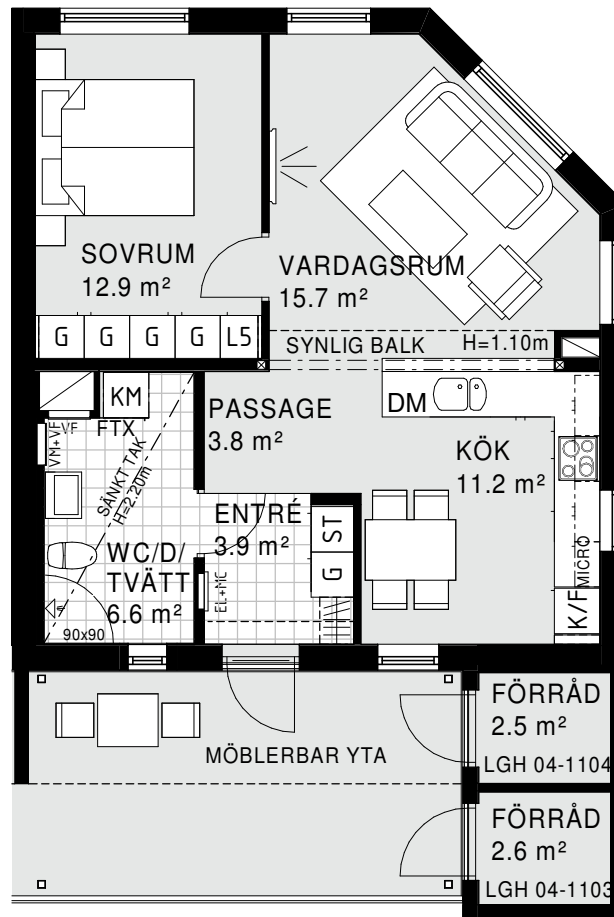 SOVRUM
12.9 m²
VARDAGSRUM
15.7 m²
G G G G L5
SYNLIG BALK H=1.10m
KM
FTX
VM+VF
VF
SÄNKT TAK
H=2.20m
PASSAGE
3.8 m²
DM
KÖK
11.2 m²
ENTRÉ
3.9 m²
ST
G
WC/D/
TVÄTT
6.6 m²
EL+MC
90x90
MICRO
K/F
MÖBLERBAR YTA
FÖRRÅD
2.5 m²
LGH 04-1104
FÖRRÅD
2.6 m²
LGH 04-1103